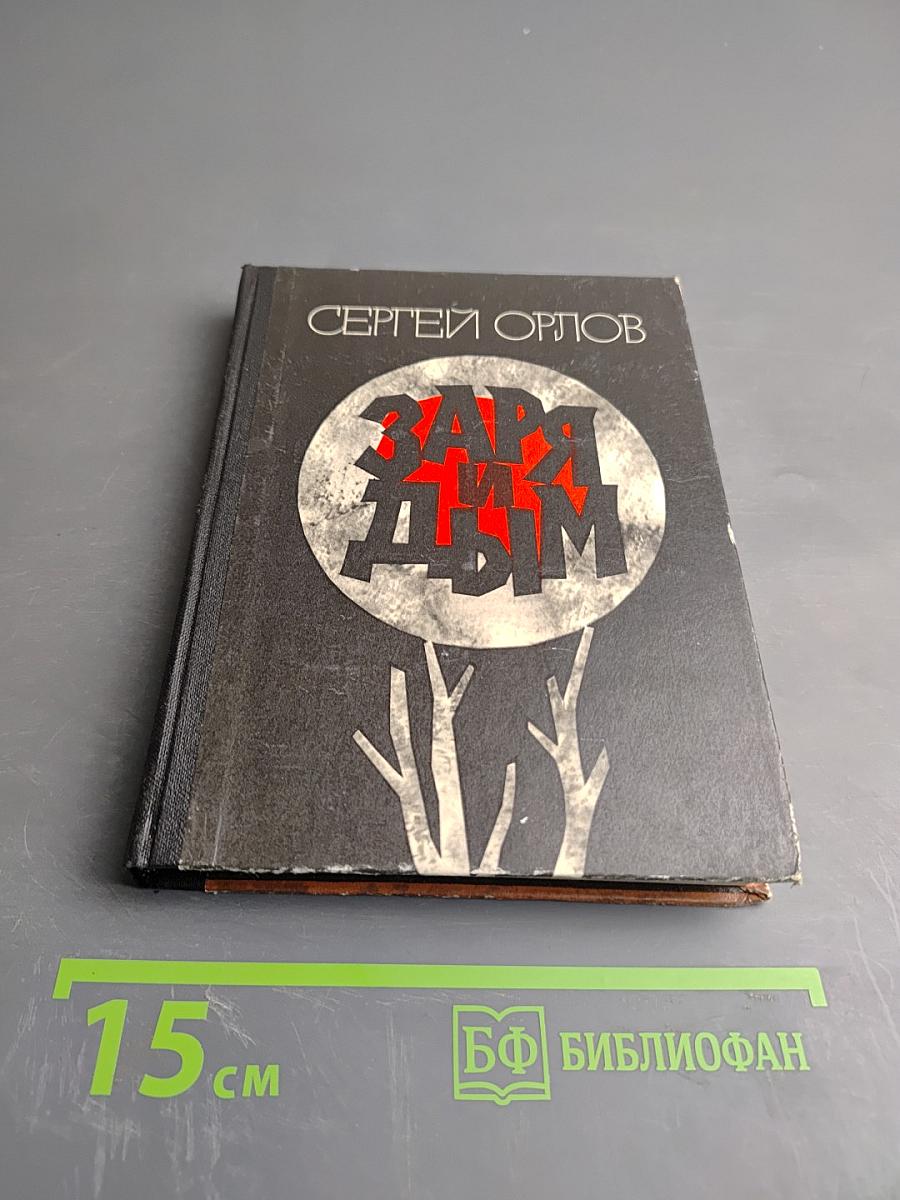 СЕРГЕЙ ОРЛОВ
ЗАРЯ
И
ДЫМ
15 см
БФ БИБЛИОФАН